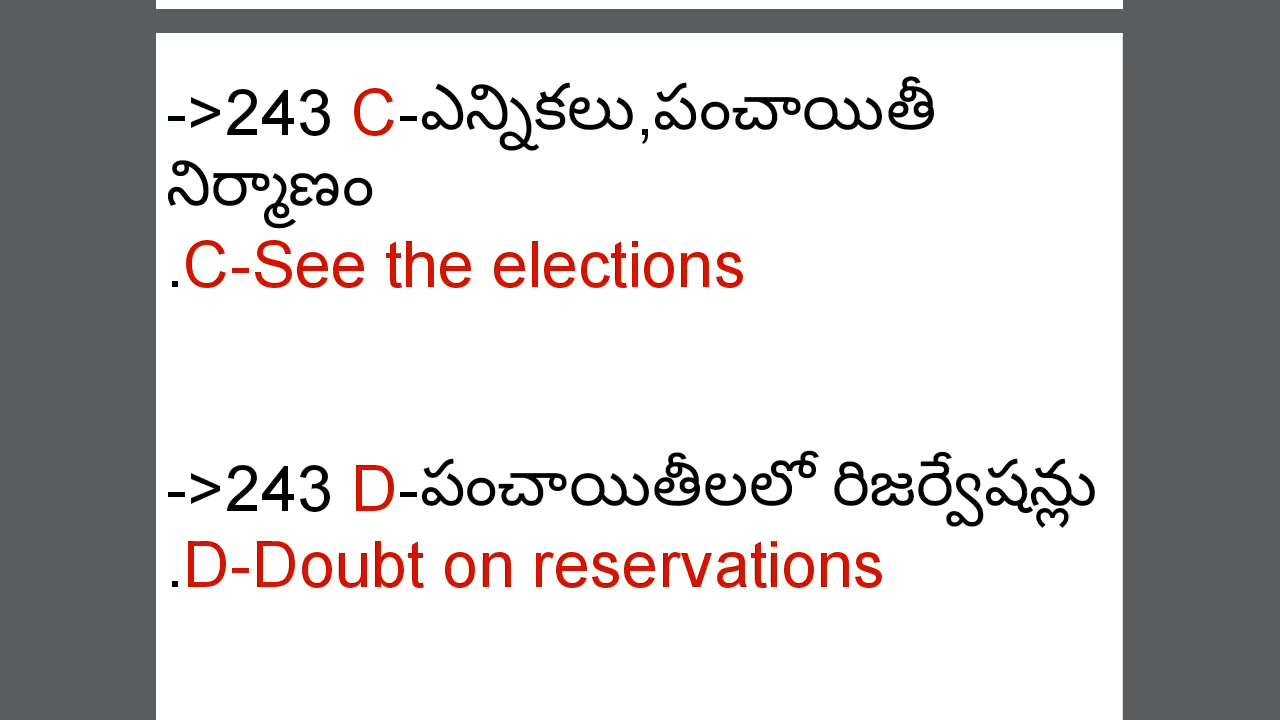 ->243 C-ఎన్నికలు,పంచాయితీ
నిర్మాణం
.C-See the elections
->243 D-పంచాయితీలలో రిజర్వేషన్లు
.D-Doubt on reservations